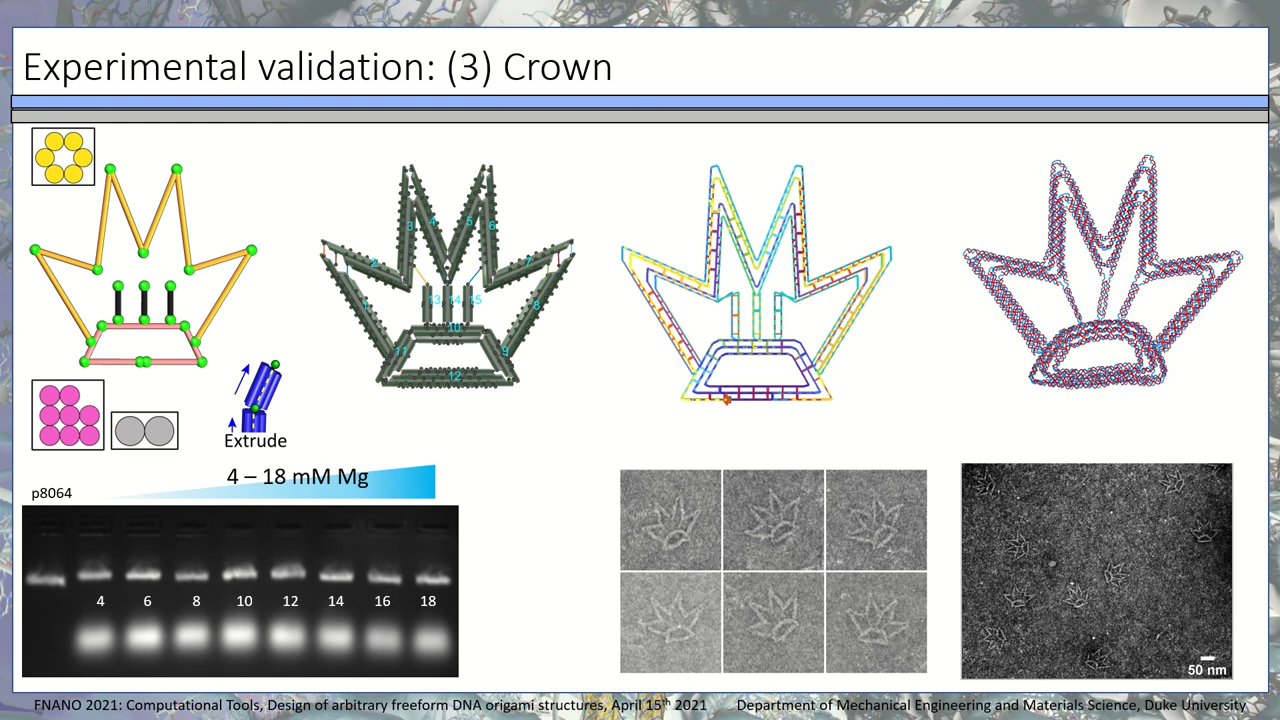 Experimental validation: (3) Crown
3
4
5
6
2
7
1
8
13
14
15
10
11
9
12
Extrude
4 – 18 mM Mg
p8064
4 6 8 10 12 14 16 18
50 nm
FNANO 2021: Computational Tools, Design of arbitrary freeform DNA origami structures, April 15th 2021 Department of Mechanical Engineering and Materials Science, Duke University